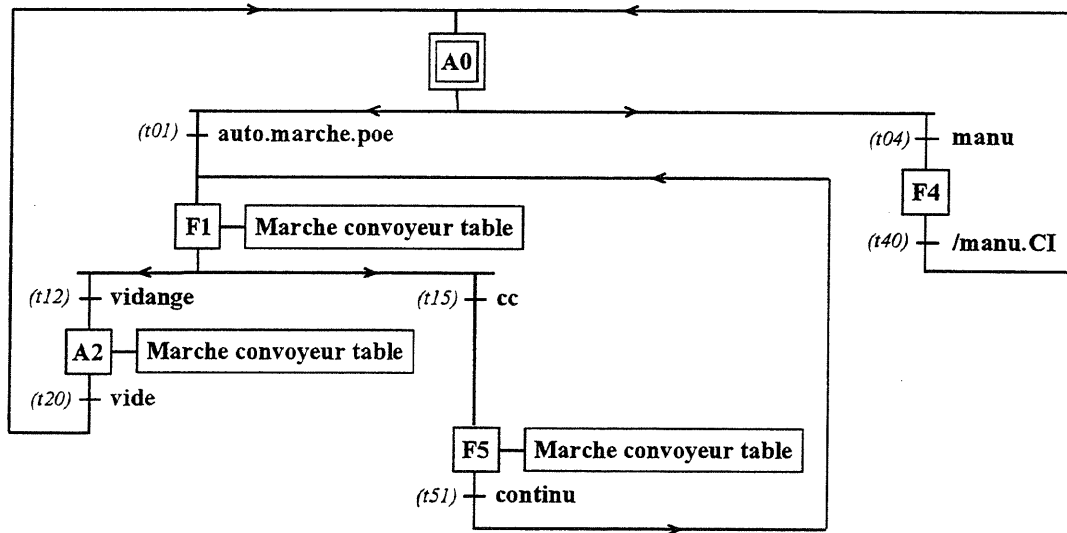 A0
(t01) auto.marche.poe
(t04) manu
F1 Marche convoyeur table
F4
(t40) /manu.CI
(t12) vidange
(t15) cc
A2 Marche convoyeur table
(t20) vide
F5 Marche convoyeur table
(t51) continu